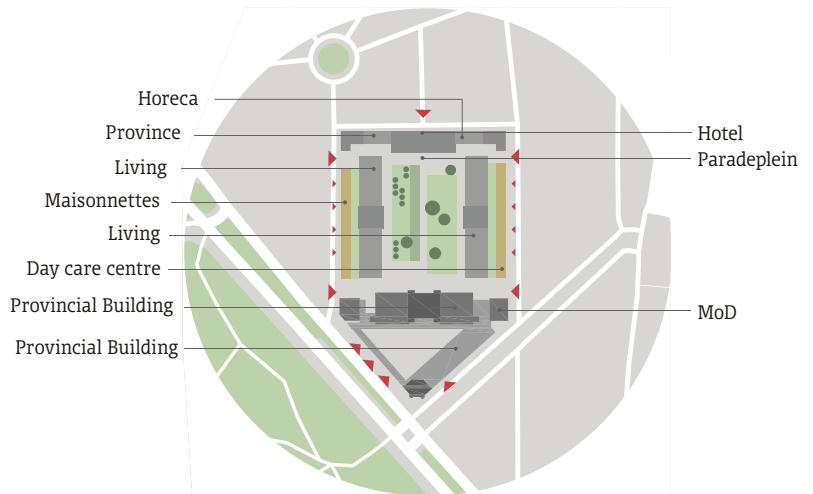 Horeca
Province
Living
Maisonnettes
Living
Day care centre
Provincial Building
Provincial Building
Hotel
Paradeplein
MoD